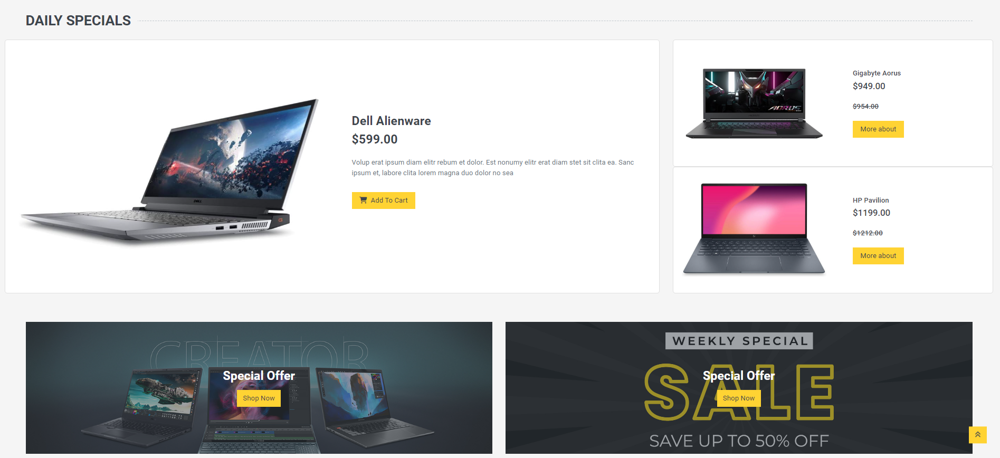 DAILY SPECIALS
DELL
G
Dell Alienware
$599.00
Volup erat ipsum diam elitr rebum et dolor. Est nonumy elitr erat diam stet sit clita ea. Sanc
ipsum et, labore clita lorem magna duo dolor no sea
Add To Cart
AORUS
Gigabyte Aorus
$949.00
$954.00
More about
HP Pavilion
$1199.00
$1212.00
More about
CREATOR
Special Offer
Shop Now
WEEKLY SPECIAL
SALE
Special Offer
Shop Now
SAVE UP TO 50% OFF